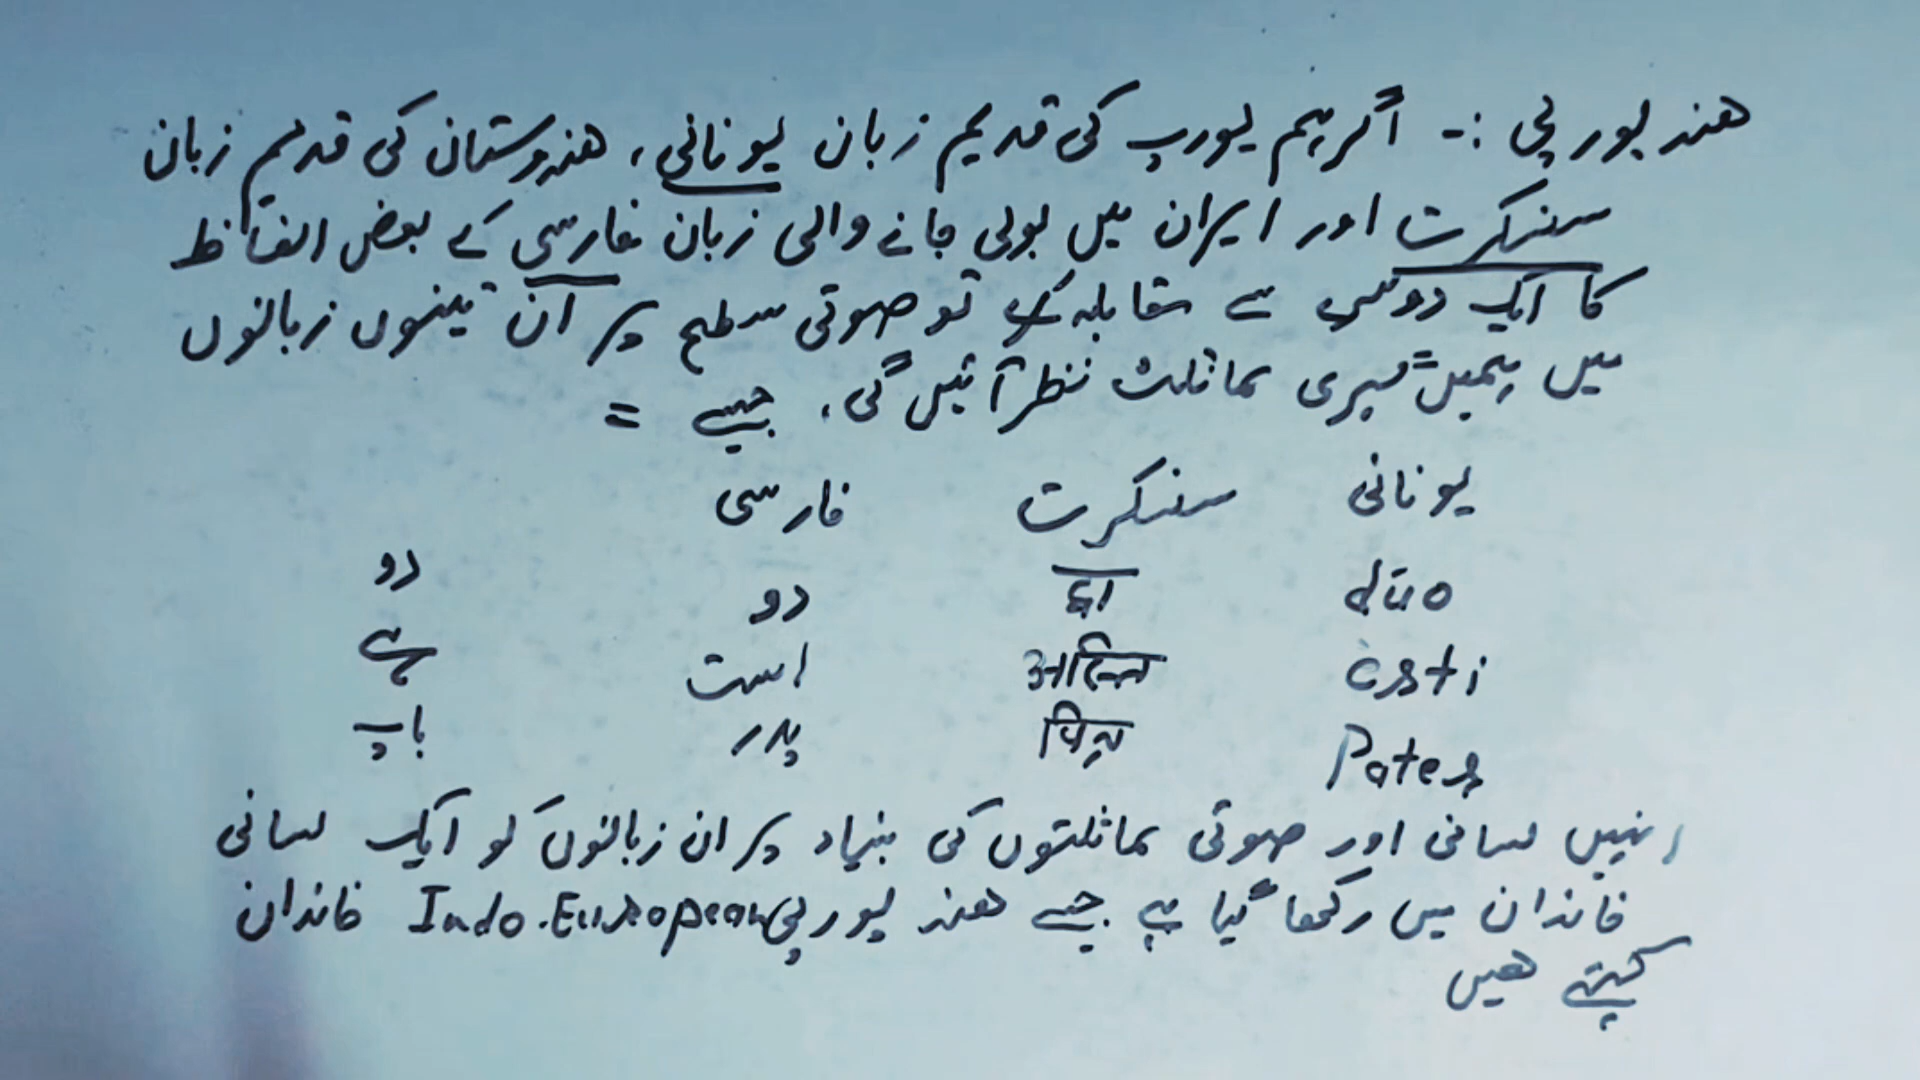 ھند یورپی :- اگر ہم یورپ کی قدیم زبان یونانی، ھندوستان کی قدیم زبان
سنسکرت اور ایران میں بولی جانے والی زبان فارسی کے بعض الفاظ
کا ایک دوسرے سے مقابلہ کریں تو صوتی سطح پر ان تینوں زبانوں
میں ہمیں گہری مماثلت نظر آئیں گی۔ جیسے =
یونانی سنسکرت فارسی
duo द्वा دو دو
esti अस्ति است ہے
Pater पितृ پدر باپ
انہیں لسانی اور صوتی مماثلتوں کی بنیاد پر ان زبانوں کو ایک لسانی
خاندان میں رکھا گیا ہے جسے ھند یورپی Indo.European خاندان
کہتے ھیں